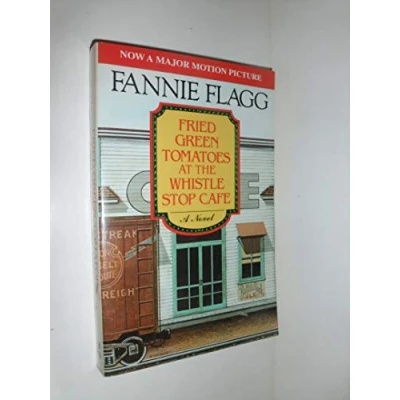 NOW A MAJOR MOTION PICTURE
FANNIE FLAGG
FRIED
GREEN
TOMATOES
AT THE
WHISTLE
STOP CAFE
A Novel